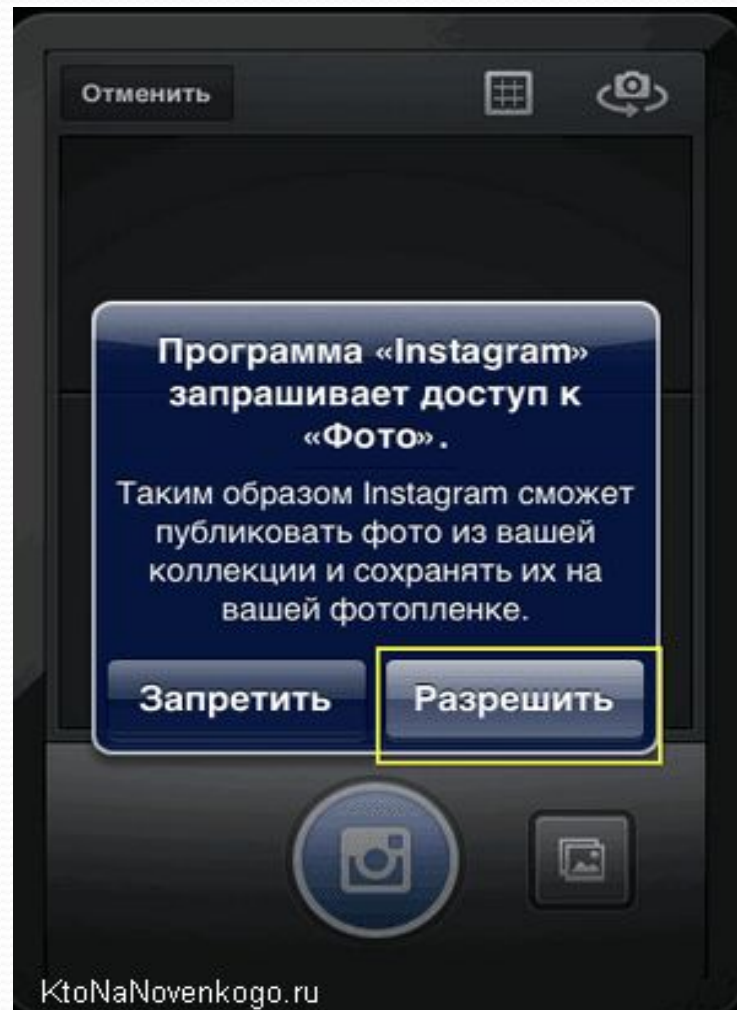 Отменить
Программа «Instagram»
запрашивает доступ к
«Фото».
Таким образом Instagram сможет
публиковать фото из вашей
коллекции и сохранять их на
вашей фотопленке.
Запретить Разрешить
KtoNaNovenkogo.ru